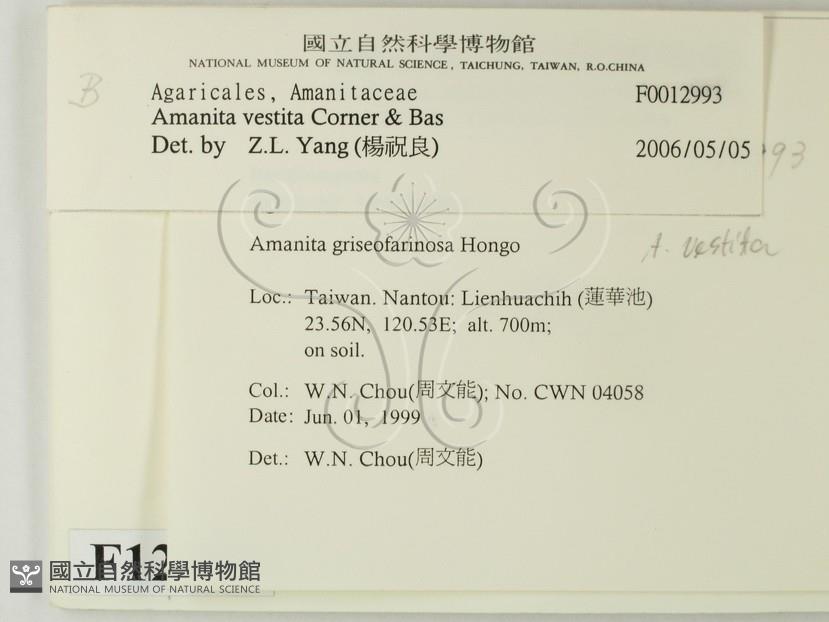 國立自然科學博物館
NATIONAL MUSEUM OF NATURAL SCIENCE, TAICHUNG, TAIWAN, R.O.CHINA
B
Agaricales, Amanitaceae F0012993
Amanita vestita Corner & Bas
Det. by Z.L. Yang (楊祝良) 2006/05/05
93
Amanita griseofarinosa Hongo A. vestita
Loc.: Taiwan. Nantou: Lienhuachih (蓮華池)
23.56N, 120.53E; alt. 700m;
on soil.
Col.: W.N. Chou(周文能); No. CWN 04058
Date: Jun. 01, 1999
Det.: W.N. Chou(周文能)
F12
國立自然科學博物館
NATIONAL MUSEUM OF NATURAL SCIENCE